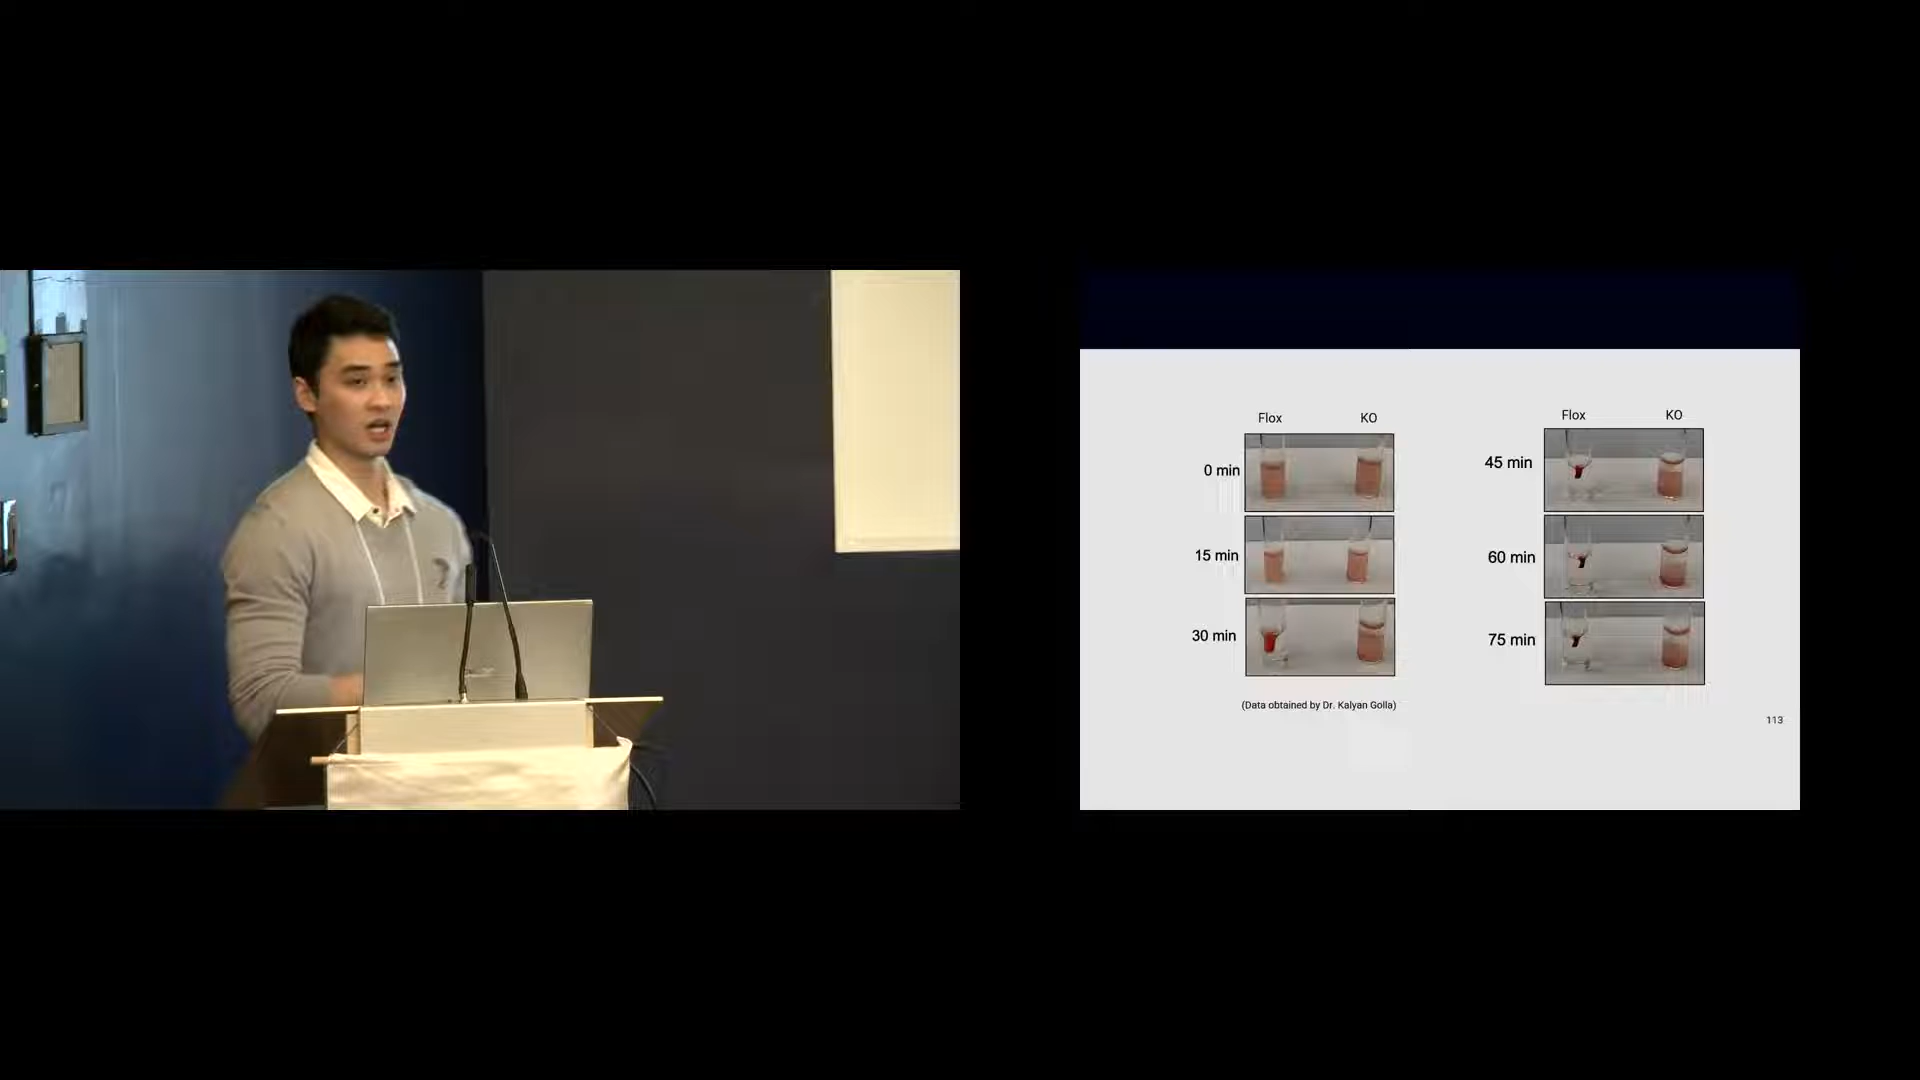 Flox KO
0 min
15 min
30 min
(Data obtained by Dr. Kalyan Golla)
Flox KO
45 min
60 min
75 min
113